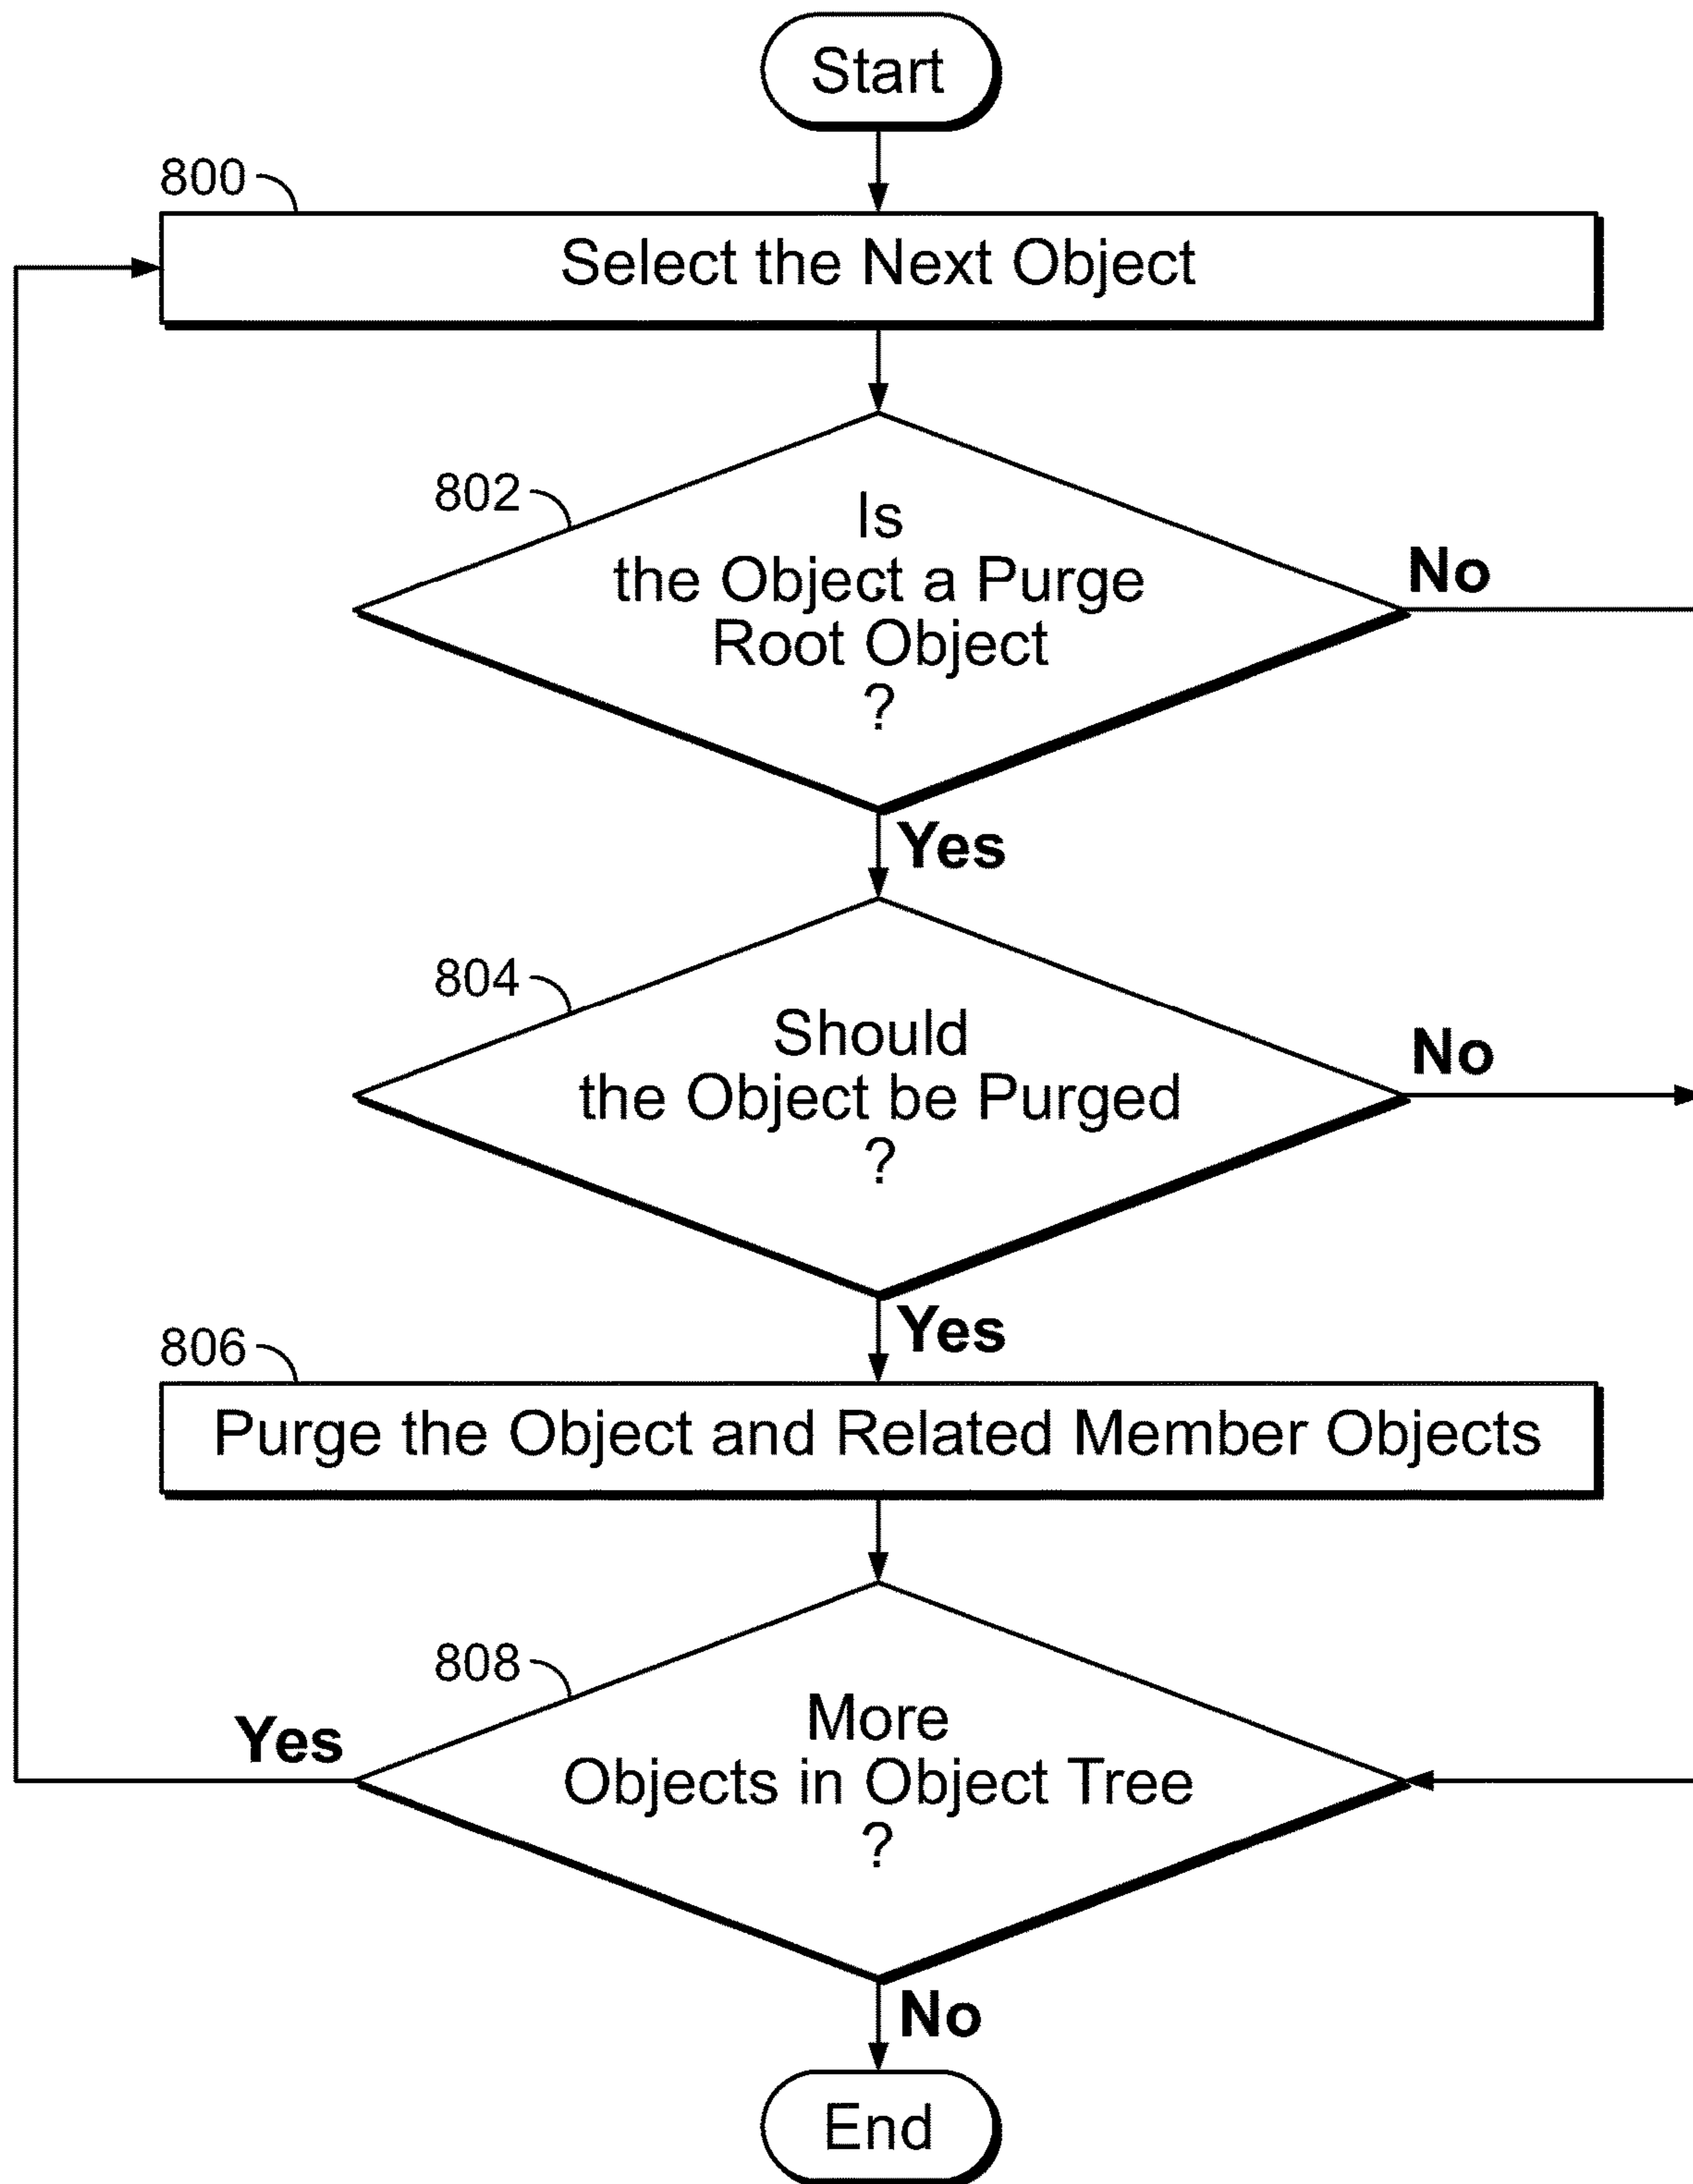 Start
800
Select the Next Object
802
Is
the Object a Purge
Root Object
?
No
Yes
804
Should
the Object be Purged
?
No
Yes
806
Purge the Object and Related Member Objects
808
More
Objects in Object Tree
?
Yes
No
End